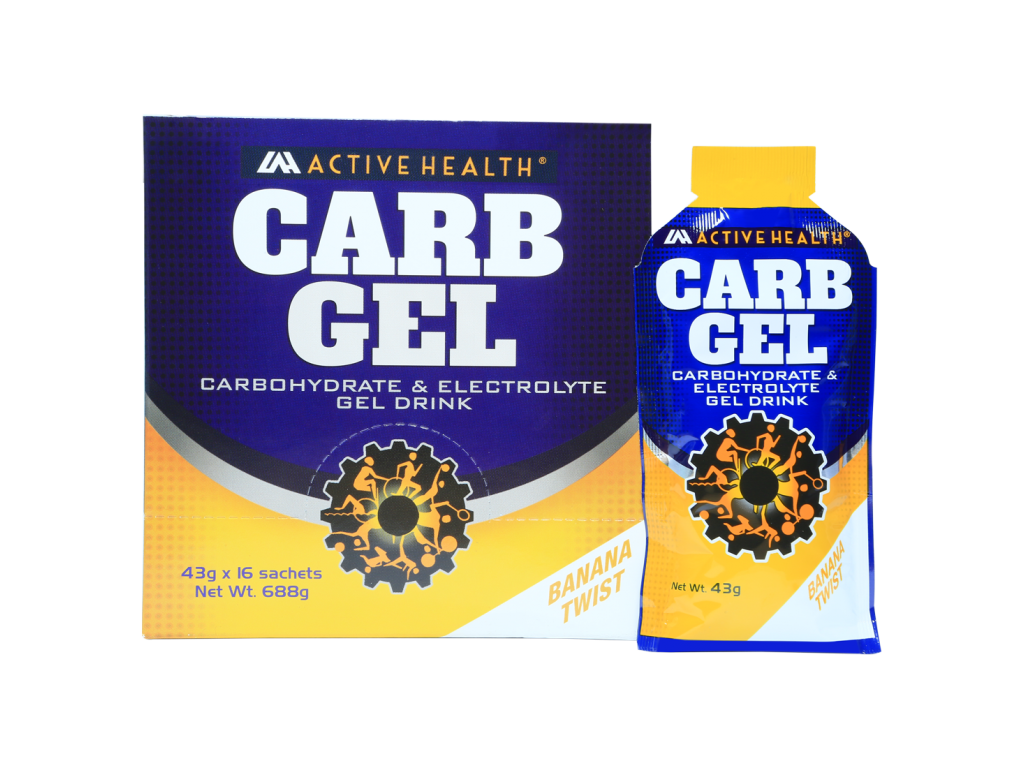 ACTIVE HEALTH®
CARB
GEL
CARBOHYDRATE & ELECTROLYTE
GEL DRINK
43g x 16 sachets
Net Wt. 688g
BANANA
TWIST
ACTIVE HEALTH®
CARB
GEL
CARBOHYDRATE &
ELECTROLYTE
GEL DRINK
Net Wt. 43g
BANANA
TWIST